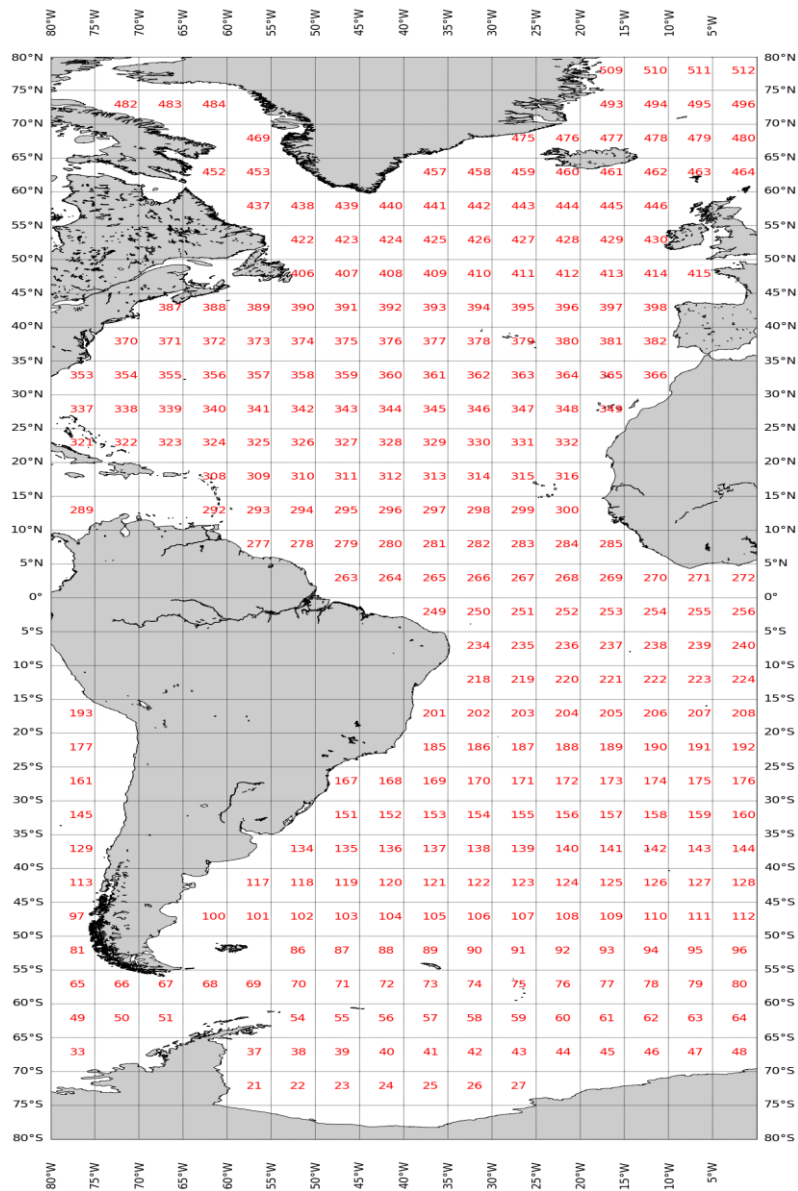 80°W 75°W 70°W 65°W 60°W 55°W 50°W 45°W 40°W 35°W 30°W 25°W 20°W 15°W 10°W 5°W
80°N 80°N
509 510 511 512
75°N 75°N
482 483 484 493 494 495 496
70°N 70°N
469 475 476 477 478 479 480
65°N 65°N
452 453 457 458 459 460 461 462 463 464
60°N 60°N
437 438 439 440 441 442 443 444 445 446
55°N 55°N
422 423 424 425 426 427 428 429 430
50°N 50°N
406 407 408 409 410 411 412 413 414 415
45°N 45°N
387 388 389 390 391 392 393 394 395 396 397 398
40°N 40°N
370 371 372 373 374 375 376 377 378 379 380 381 382
35°N 35°N
353 354 355 356 357 358 359 360 361 362 363 364 365 366
30°N 30°N
337 338 339 340 341 342 343 344 345 346 347 348 349
25°N 25°N
321 322 323 324 325 326 327 328 329 330 331 332
20°N 20°N
308 309 310 311 312 313 314 315 316
15°N 15°N
289 292 293 294 295 296 297 298 299 300
10°N 10°N
277 278 279 280 281 282 283 284 285
5°N 5°N
263 264 265 266 267 268 269 270 271 272
0° 0°
249 250 251 252 253 254 255 256
5°S 5°S
234 235 236 237 238 239 240
10°S 10°S
218 219 220 221 222 223 224
15°S 15°S
193 201 202 203 204 205 206 207 208
20°S 20°S
177 185 186 187 188 189 190 191 192
25°S 25°S
161 167 168 169 170 171 172 173 174 175 176
30°S 30°S
145 151 152 153 154 155 156 157 158 159 160
35°S 35°S
129 134 135 136 137 138 139 140 141 142 143 144
40°S 40°S
113 117 118 119 120 121 122 123 124 125 126 127 128
45°S 45°S
97 100 101 102 103 104 105 106 107 108 109 110 111 112
50°S 50°S
81 86 87 88 89 90 91 92 93 94 95 96
55°S 55°S
65 66 67 68 69 70 71 72 73 74 75 76 77 78 79 80
60°S 60°S
49 50 51 54 55 56 57 58 59 60 61 62 63 64
65°S 65°S
33 37 38 39 40 41 42 43 44 45 46 47 48
70°S 70°S
21 22 23 24 25 26 27
75°S 75°S
80°S 80°S
80°W 75°W 70°W 65°W 60°W 55°W 50°W 45°W 40°W 35°W 30°W 25°W 20°W 15°W 10°W 5°W